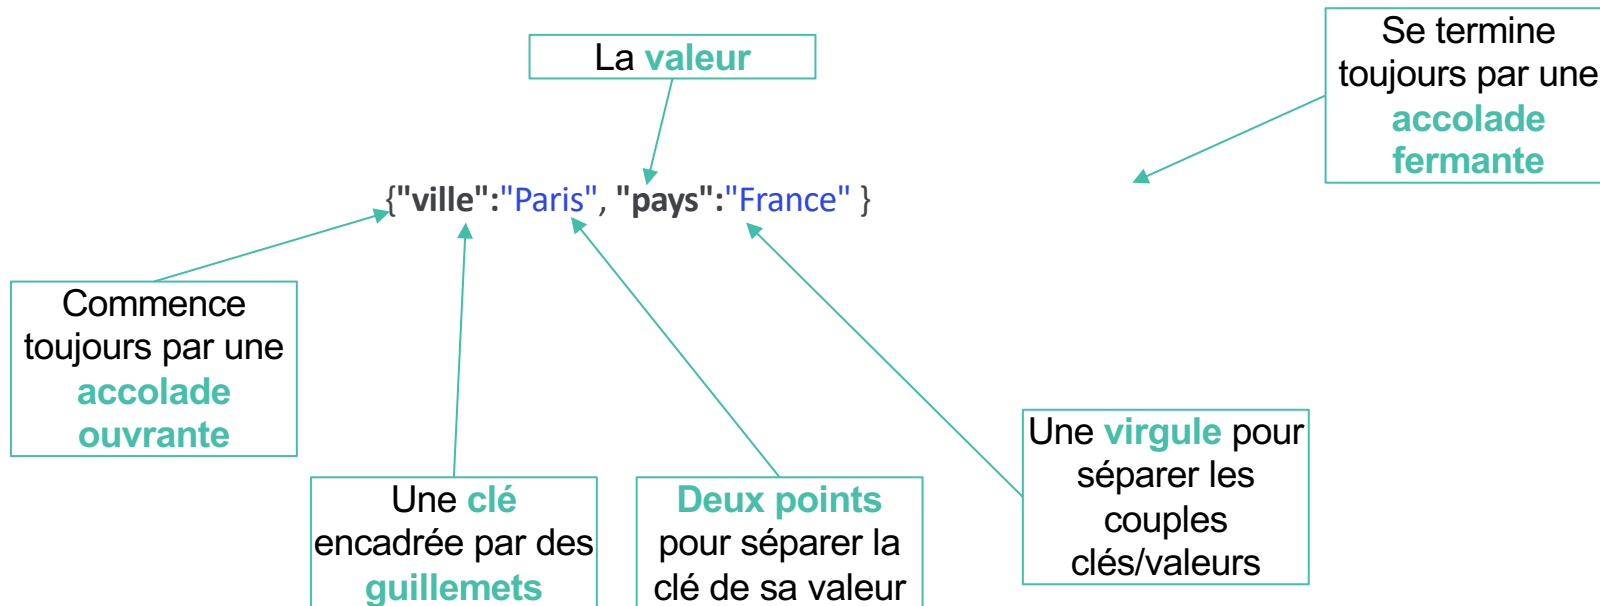 La valeur
Se termine
toujours par une
accolade
fermante
{"ville":"Paris", "pays":"France" }
Commence
toujours par une
accolade
ouvrante
Une clé
encadrée par des
guillemets
Deux points
pour séparer la
clé de sa valeur
Une virgule pour
séparer les
couples
clés/valeurs